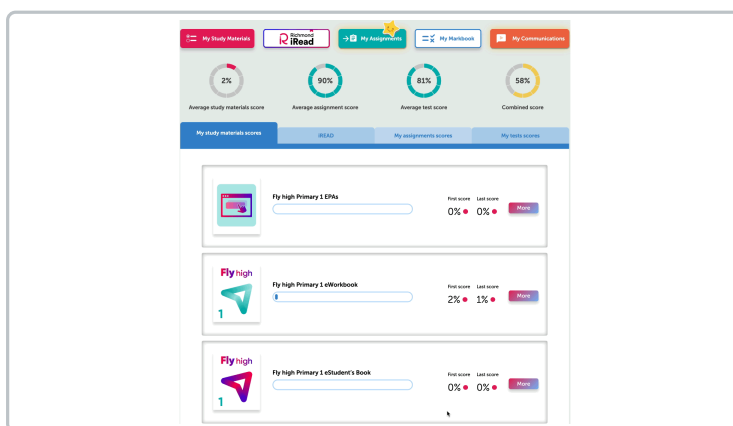 My Study Materials
Richmond
iRead
My Assignments
My Markbook
My Communications
2%
90%
81%
58%
Average study materials score
Average assignment score
Average test score
Combined score
My study materials scores
iREAD
My assignments scores
My tests scores
Fly high Primary 1 EPAs
First score
Last score
0%
0%
More
Fly high
1
Fly high Primary 1 eWorkbook
First score
Last score
2%
1%
More
Fly high
1
Fly high Primary 1 eStudent's Book
First score
Last score
0%
0%
More